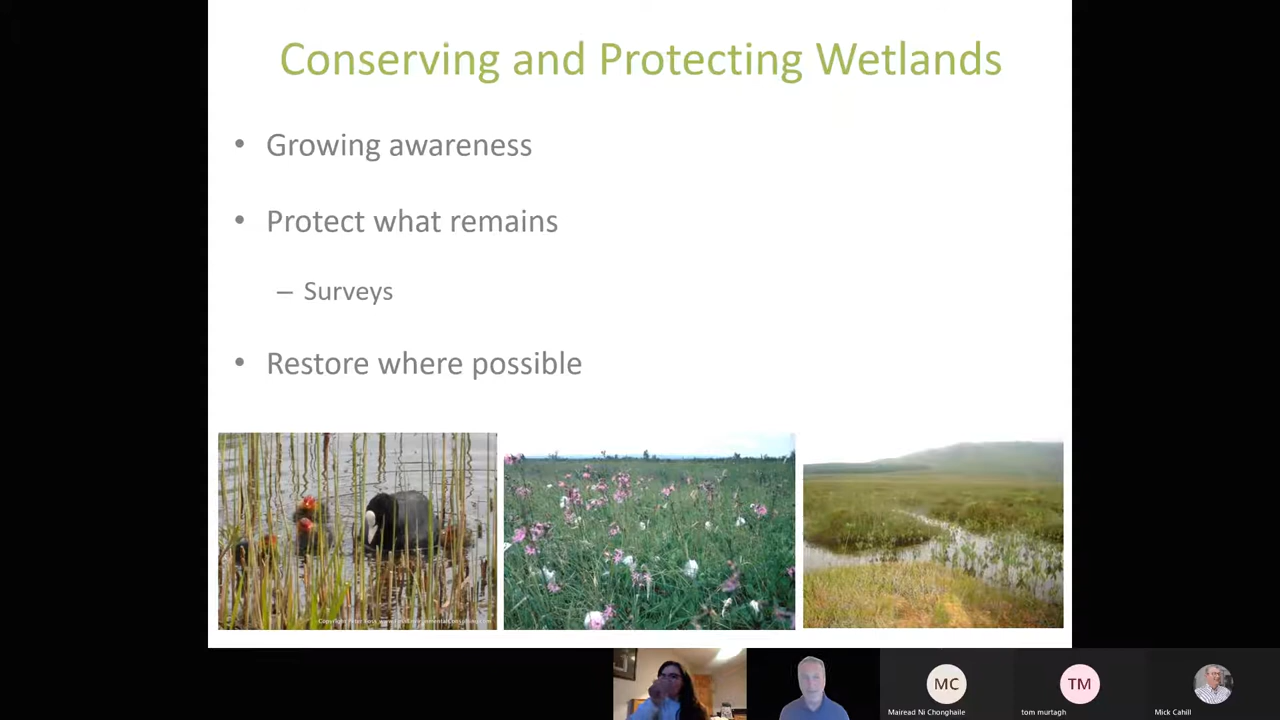 Conserving and Protecting Wetlands
• Growing awareness
• Protect what remains
– Surveys
• Restore where possible
MC
TM
Mairead Ni Chonghaile
tom murtagh
Mick Cahill